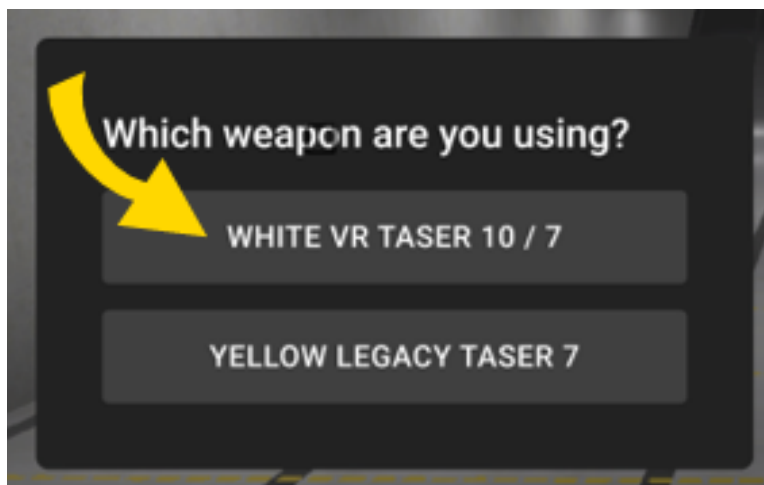 Which weapon are you using?
WHITE VR TASER 10 / 7
YELLOW LEGACY TASER 7